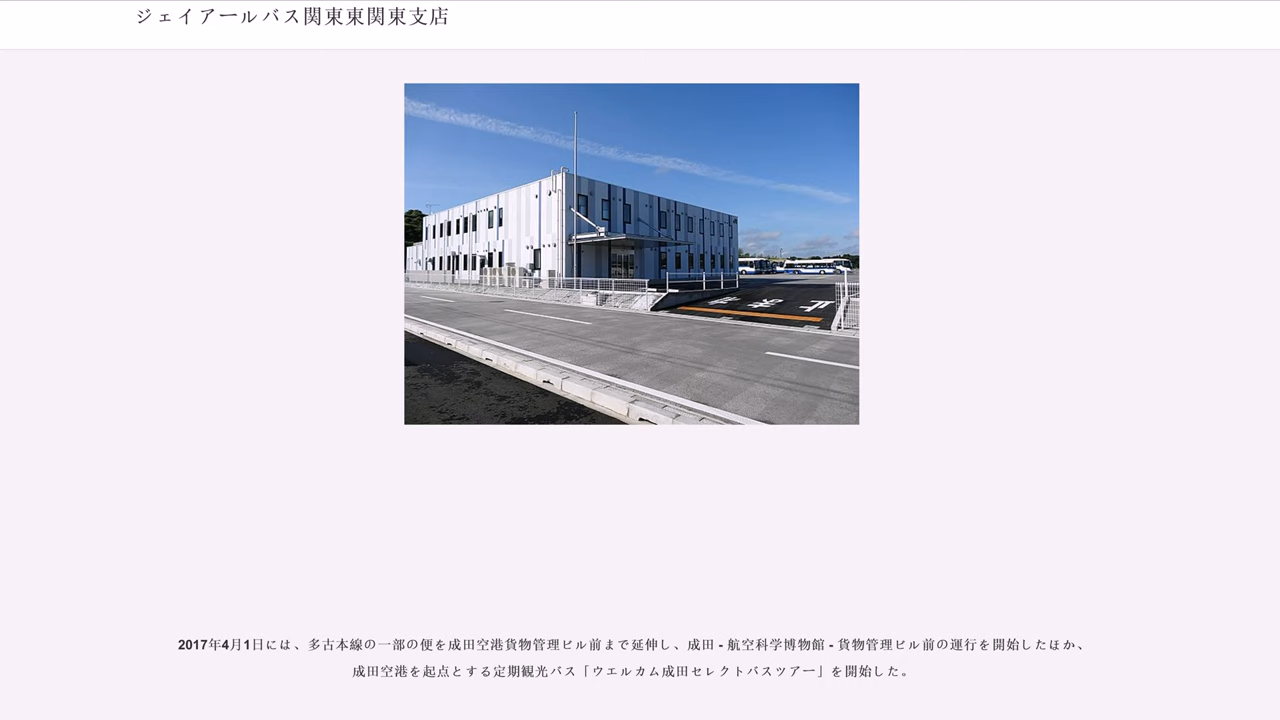 ジェイアールバス関東東関東支店
止まれ
2017年4月1日には、多古本線の一部の便を成田空港貨物管理ビル前まで延伸し、成田 - 航空科学博物館 - 貨物管理ビル前の運行を開始したほか、
成田空港を起点とする定期観光バス「ウエルカム成田セレクトバスツアー」を開始した。